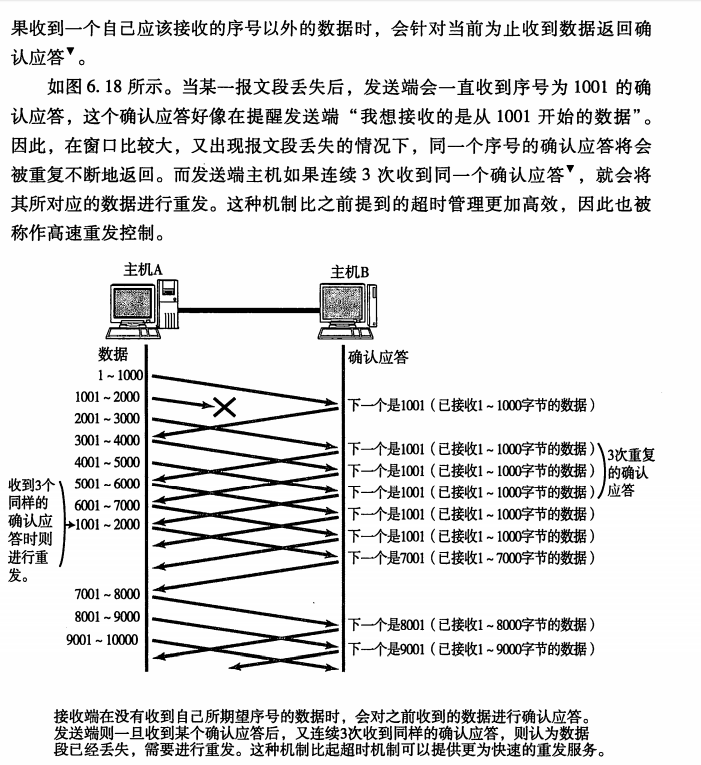 果收到一个自己应该接收的序号以外的数据时，会针对当前为止收到数据返回确
认应答▼。
如图6.18 所示。当某一报文段丢失后，发送端会一直收到序号为 1001 的确
认应答，这个确认应答好像在提醒发送端“我想接收的是从 1001 开始的数据”。
因此，在窗口比较大，又出现报文段丢失的情况下，同一个序号的确认应答将会
被重复不断地返回。而发送端主机如果连续 3 次收到同一个确认应答▼，就会将
其所对应的数据进行重发。这种机制比之前提到的超时管理更加高效，因此也被
称作高速重发控制。
主机A
主机B
数据
确认应答
1～1000
1001～2000
2001～3000
3001～4000
4001～5000
5001～6000
6001～7000
1001～2000
7001～8000
8001～9000
9001～10000
收到3个
同样的
确认应
答时则
进行重
发。
下一个是1001（已接收1～1000字节的数据）
下一个是1001（已接收1～1000字节的数据）
下一个是1001（已接收1～1000字节的数据）
下一个是1001（已接收1～1000字节的数据）
下一个是1001（已接收1～1000字节的数据）
下一个是1001（已接收1～1000字节的数据）
下一个是7001（已接收1～7000字节的数据）
下一个是8001（已接收1～8000字节的数据）
下一个是9001（已接收1～9000字节的数据）
3次重复
的确认
应答
接收端在没有收到自己所期望序号的数据时，会对之前收到的数据进行确认应答。
发送端则一旦收到某个确认应答后，又连续3次收到同样的确认应答，则认为数据
段已经丢失，需要进行重发。这种机制比起超时机制可以提供更为快速的重发服务。